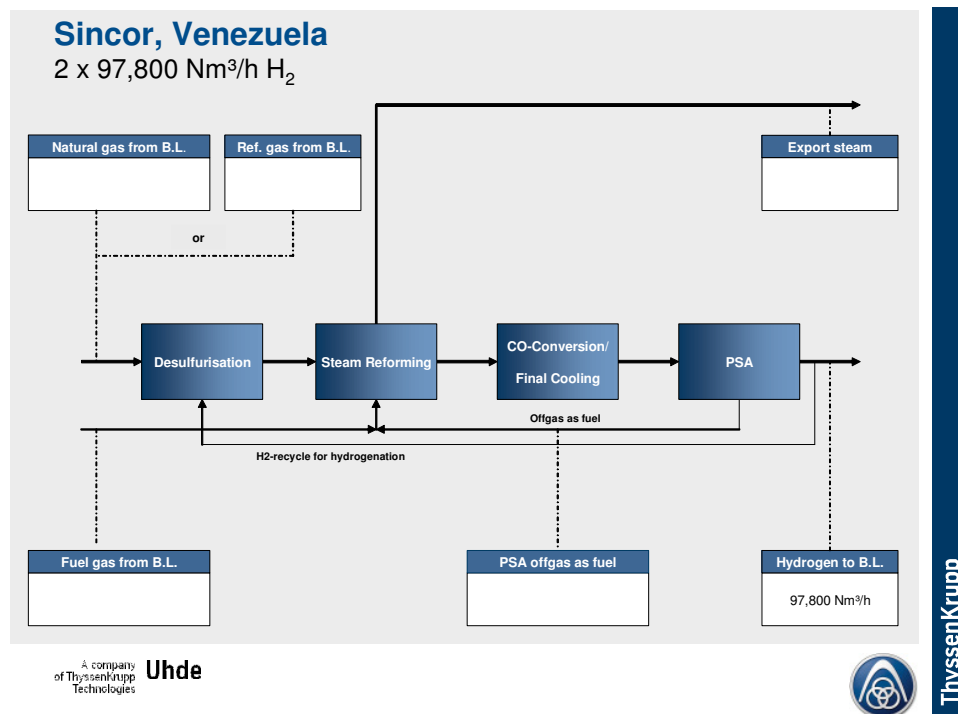 Sincor, Venezuela
2 x 97,800 Nm³/h H₂
Natural gas from B.L.
Ref. gas from B.L.
Export steam
or
Desulfurisation
Steam Reforming
CO-Conversion/
Final Cooling
PSA
Offgas as fuel
H2-recycle for hydrogenation
Fuel gas from B.L.
PSA offgas as fuel
Hydrogen to B.L.
97,800 Nm³/h
A company
of ThyssenKrupp
Technologies
Uhde
ThyssenKrupp